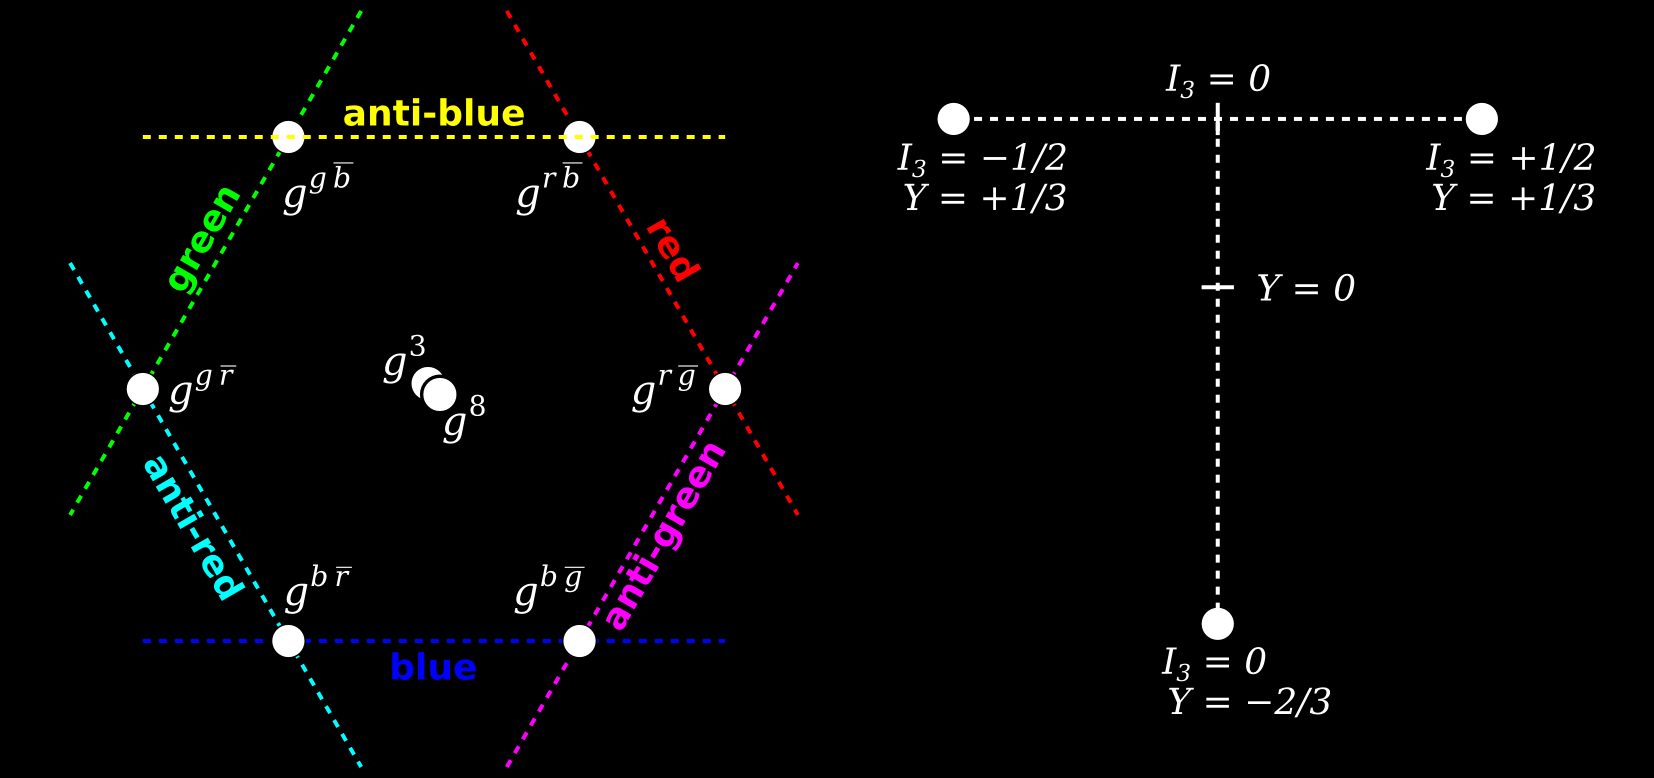 anti-blue
g^{g b̅}
g^{r b̅}
green
red
g^3
g^{g r̅}
g^{r g̅}
g^8
anti-red
anti-green
g^{b r̅}
g^{b g̅}
blue
I_3 = 0
I_3 = −1/2
Y = +1/3
I_3 = +1/2
Y = +1/3
Y = 0
I_3 = 0
Y = −2/3